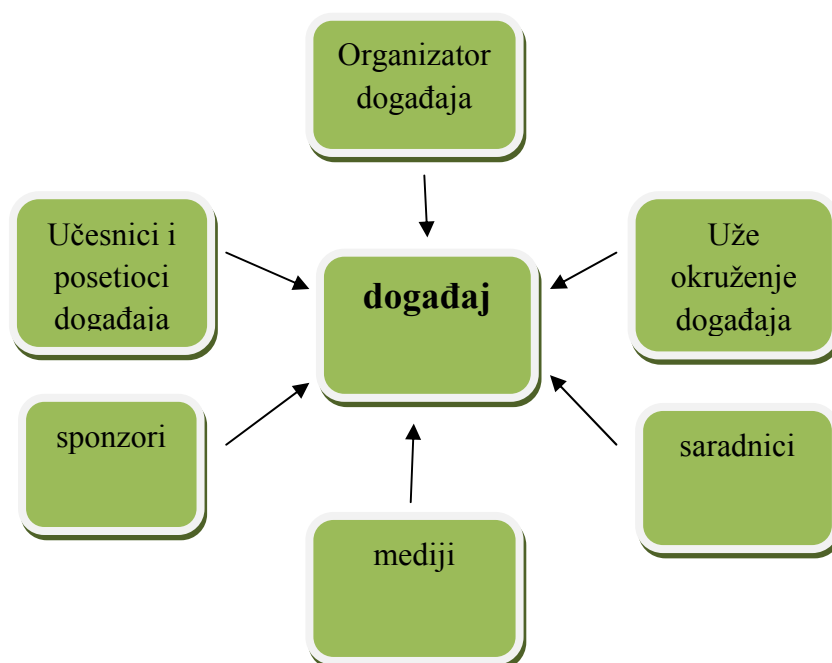 Organizator
događaja
Učesnici i
posetioci
događaja
događaj
Uže
okruženje
događaja
sponzori
saradnici
mediji